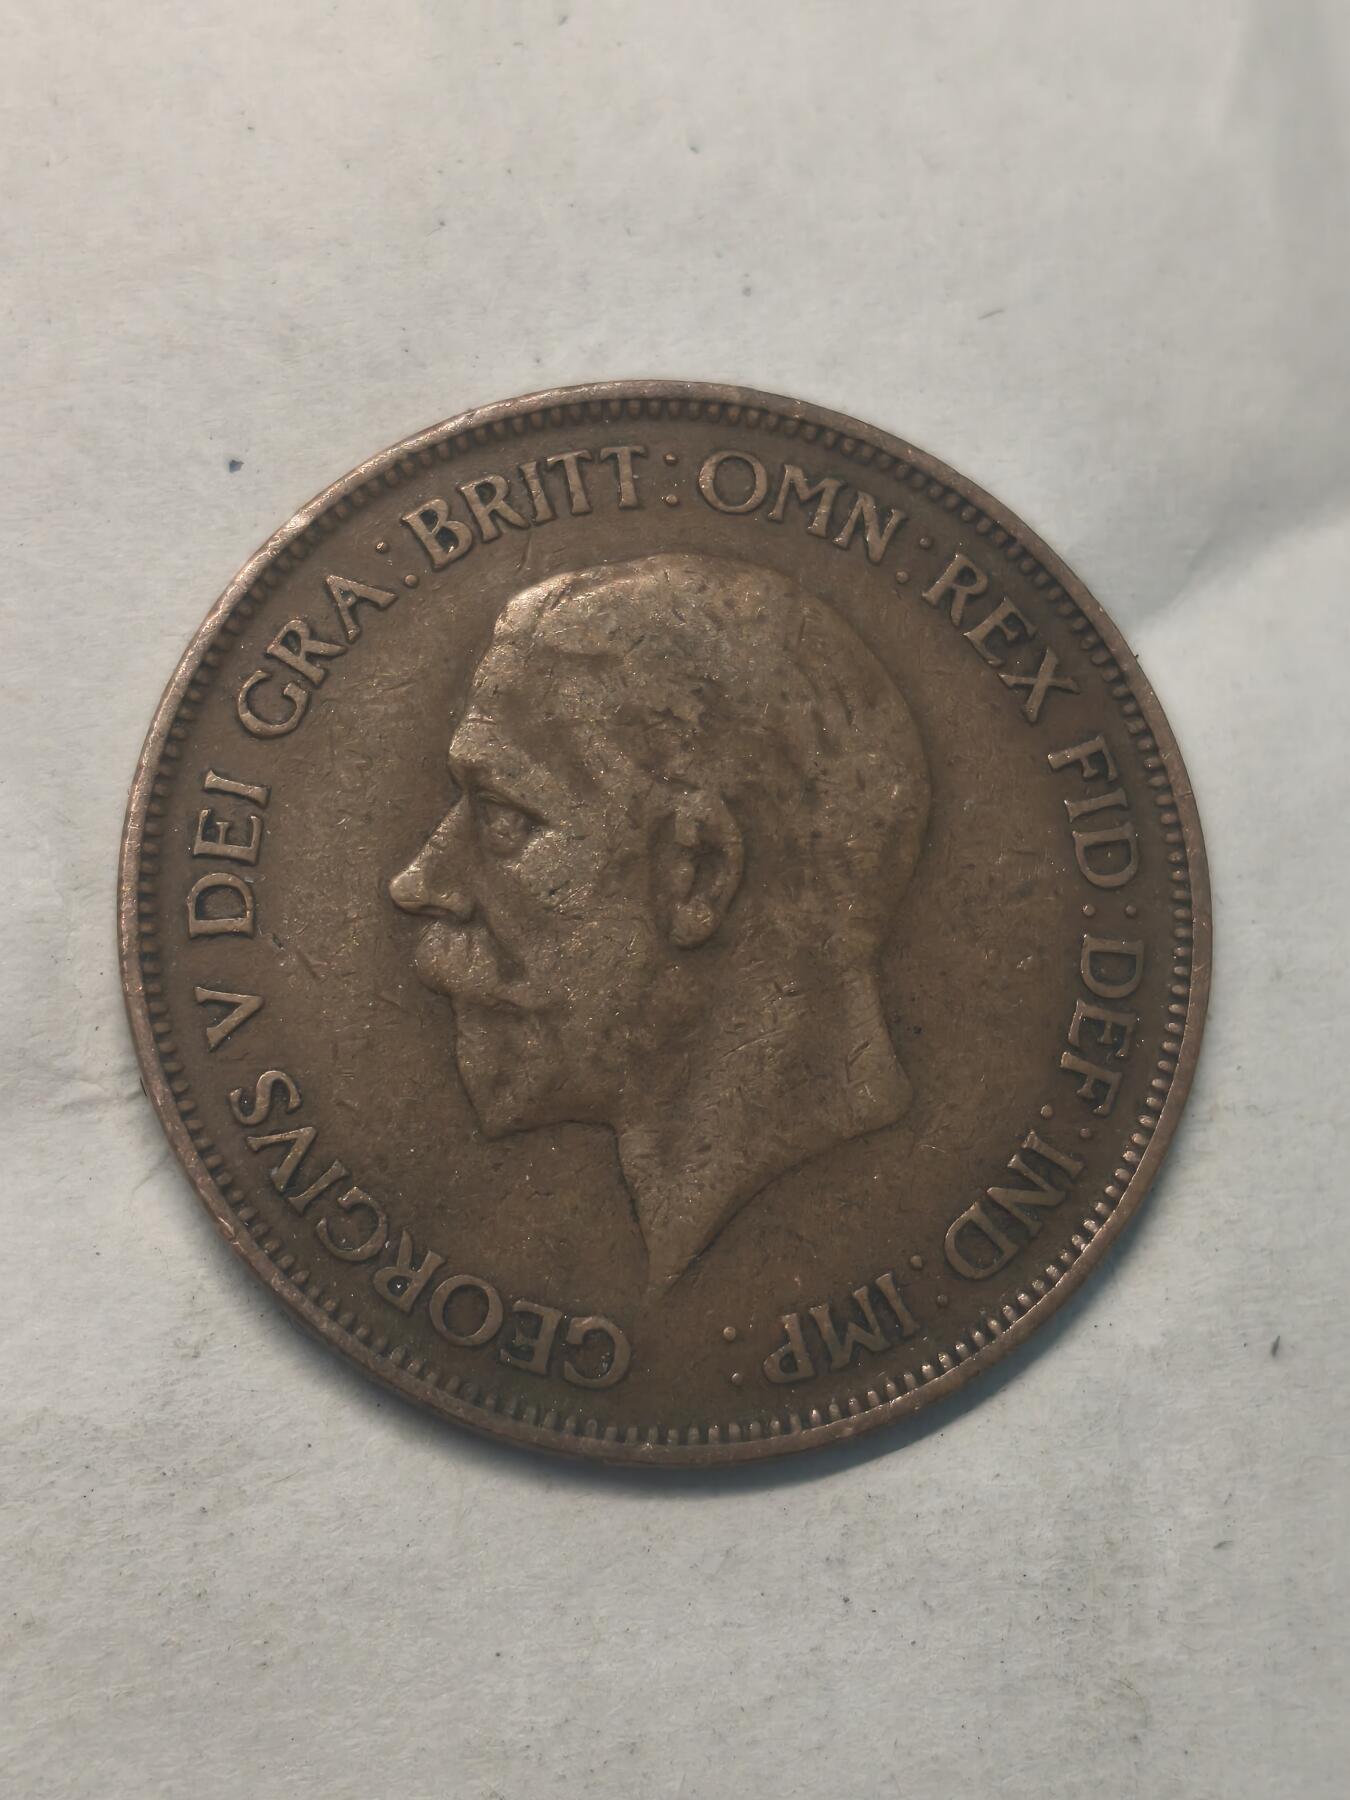 GEORGIVS V DEI GRA: BRITT: OMN: REX FID: DEF: IND: IMP: